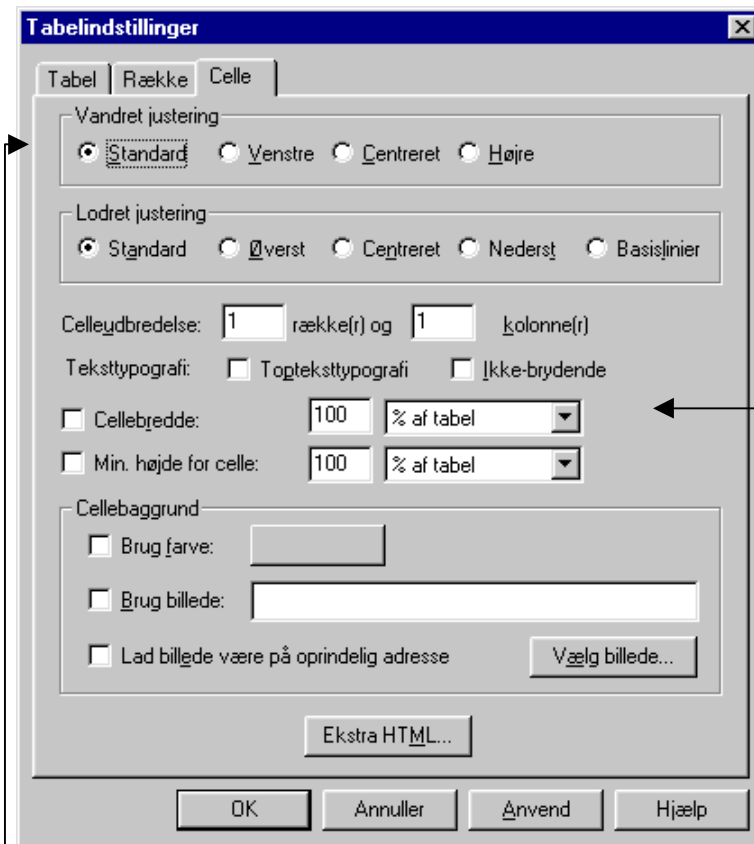 Tabelindstillinger
Tabel Række Celle
Vandret justering
Standard Venstre Centreret Højre
Lodret justering
Standard Øverst Centreret Nederst Basislinier
Celleudbredelse: 1 række(r) og 1 kolonne(r)
Teksttypografi: Topteksttypografi Ikke-brydende
Cellebredde: 100 % af tabel
Min. højde for celle: 100 % af tabel
Cellebaggrund
Brug farve:
Brug billede:
Lad billede være på oprindelig adresse Vælg billede...
Ekstra HTML...
OK Annuller Anvend Hjælp